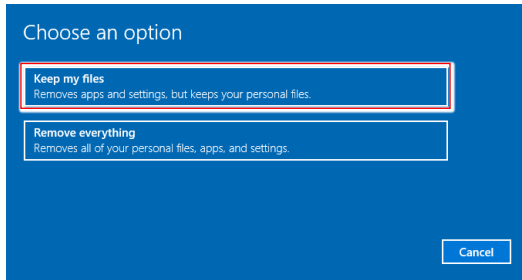 Choose an option
Keep my files
Removes apps and settings, but keeps your personal files.
Remove everything
Removes all of your personal files, apps, and settings.
Cancel